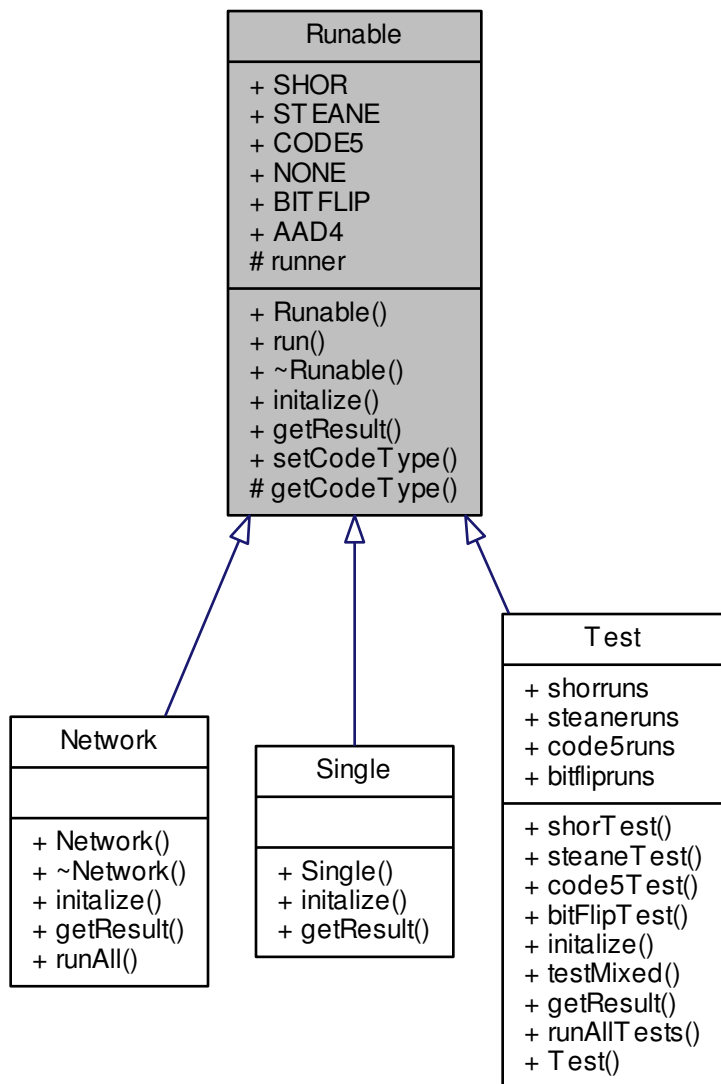 Runable
+ SHOR
+ STEANE
+ CODE5
+ NONE
+ BITFLIP
+ AAD4
# runner
+ Runable()
+ run()
+ ~Runable()
+ initalize()
+ getResult()
+ setCodeType()
# getCodeType()
Network
+ Network()
+ ~Network()
+ initalize()
+ getResult()
+ runAll()
Single
+ Single()
+ initalize()
+ getResult()
Test
+ shorruns
+ steaneruns
+ code5runs
+ bitflipruns
+ shorTest()
+ steaneTest()
+ code5Test()
+ bitFlipTest()
+ initalize()
+ testMixed()
+ getResult()
+ runAllTests()
+ Test()